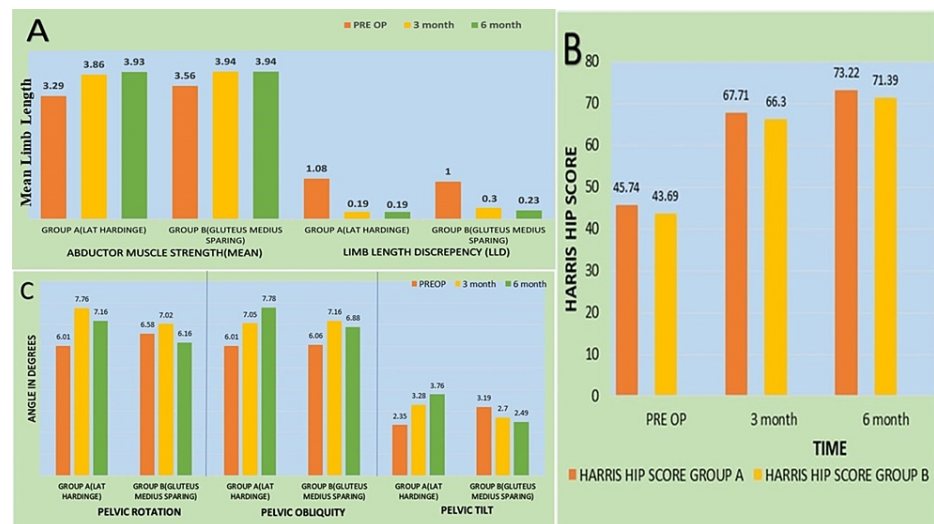 A
PRE OP 3 month 6 month
Mean Limb Length
3.29 3.86 3.93 3.56 3.94 3.94 1.08 0.19 0.19 1 0.3 0.23
GROUP A(LAT HARDINGE) GROUP B(GLUTEUS MEDIUS GROUP A(LAT HARDINGE) GROUP B(GLUTEUS MEDIUS
SPARING) SPARING)
ABDUCTOR MUSCLE STRENGTH(MEAN) LIMB LENGTH DISCREPENCY (LLD)
B
HARRIS HIP SCORE
80
70
60
50
40
30
20
10
0
45.74 43.69 67.71 66.3 73.22 71.39
PRE OP 3 month 6 month
TIME
HARRIS HIP SCORE GROUP A HARRIS HIP SCORE GROUP B
C
PREOP 3 month 6 month
ANGLE IN DEGREES
6.01 7.76 7.16 6.58 7.02 6.16 6.01 7.05 7.78 6.06 7.16 6.88 2.35 3.28 3.76 3.19 2.7 2.49
GROUP A(LAT GROUP B(GLUTEUS GROUP A(LAT GROUP B(GLUTEUS GROUP A(LAT GROUP B(GLUTEUS
HARDINGE) MEDIUS SPARING) HARDINGE) MEDIUS SPARING) HARDINGE) MEDIUS SPARING)
PELVIC ROTATION PELVIC OBLIQUITY PELVIC TILT